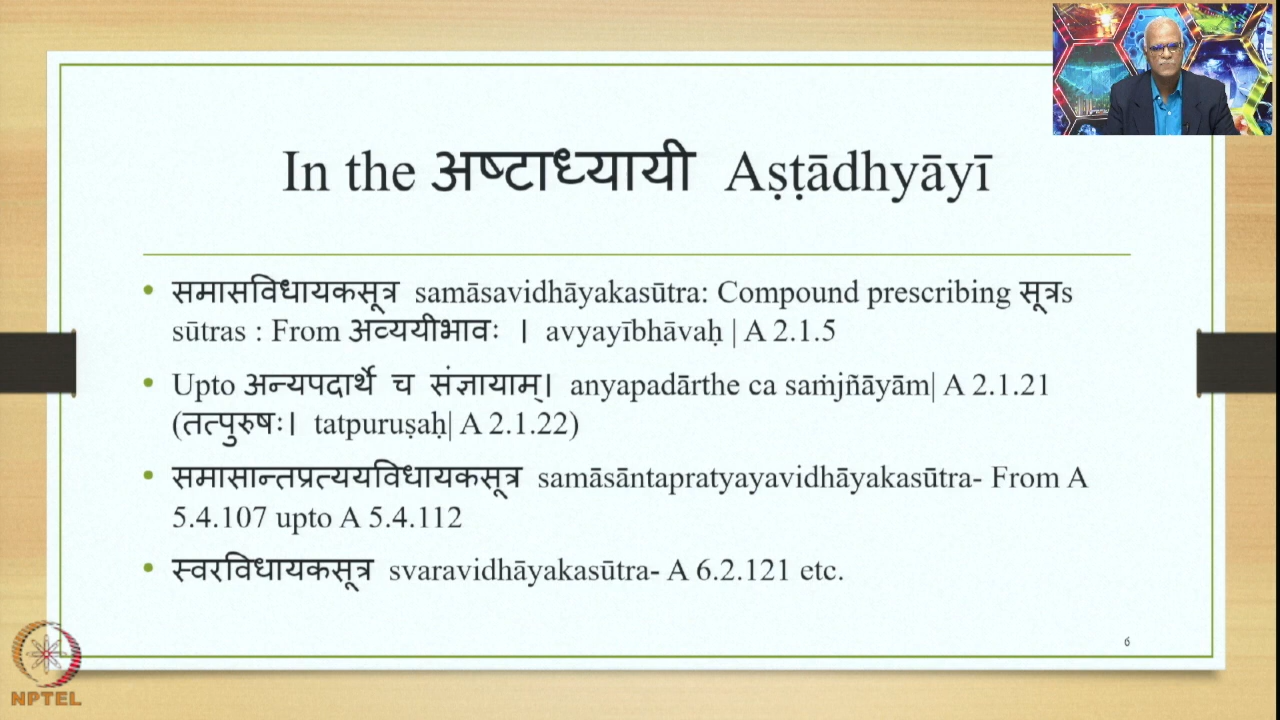 In the अष्टाध्यायी Aṣṭādhyāyī
• समासविधायकसूत्र samāsavidhāyakasūtra: Compound prescribing सूत्रs
sūtras : From अव्ययीभावः । avyayībhāvaḥ | A 2.1.5
• Upto अन्यपदार्थे च संज्ञायाम्। anyapadārthe ca saṁjñāyām| A 2.1.21
(तत्पुरुषः। tatpuruṣaḥ| A 2.1.22)
• समासान्तप्रत्ययविधायकसूत्र samāsāntapratyayavidhāyakasūtra- From A
5.4.107 upto A 5.4.112
• स्वरविधायकसूत्र svaravidhāyakasūtra- A 6.2.121 etc.
६
NPTEL